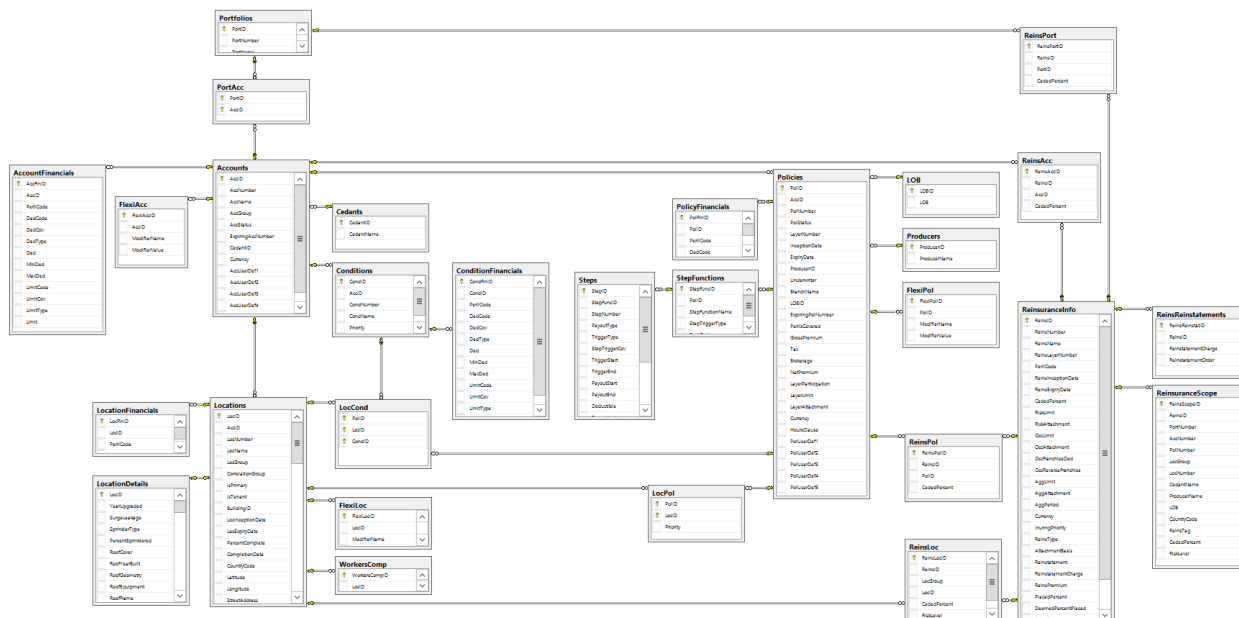 Portfolios
PortID
PortNumber
PortName
ReinsPort
ReinsPortID
ReinsID
PortID
CededPercent
PortAcc
PortID
AccID
AccountFinancials
AccFinID
AccID
PerilCode
DedCode
DedCov
DedType
Ded
MinDed
MaxDed
LimitCode
LimitCov
LimitType
Limit
FlexiAcc
FlexiAccID
AccID
ModifierName
ModifierValue
Accounts
AccID
AccNumber
AccName
AccGroup
AccStatus
ExpiringAccNumber
CedantID
Currency
AccUserDef1
AccUserDef2
AccUserDef3
AccUserDef4
Cedants
CedantID
CedantName
Conditions
CondID
AccID
CondNumber
CondName
Priority
ConditionFinancials
CondFinID
CondID
PerilCode
DedCode
DedCov
DedType
Ded
MinDed
MaxDed
LimitCode
LimitCov
LimitType
Steps
StepID
StepFuncID
StepNumber
PayoutType
TriggerType
StepTriggerCov
TriggerStart
TriggerEnd
PayoutStart
PayoutEnd
Deductible
PolicyFinancials
PolFinID
PolID
PerilCode
DedCode
StepFunctions
StepFuncID
PolID
StepFunctionName
StepTriggerType
Policies
PolID
AccID
PolNumber
PolStatus
LayerNumber
InceptionDate
ExpiryDate
ProducerID
Underwriter
BranchName
LOBID
ExpiringPolNumber
PerilsCovered
GrossPremium
Tax
Brokerage
NetPremium
LayerParticipation
LayerLimit
LayerAttachment
Currency
HoursClause
PolUserDef1
PolUserDef2
PolUserDef3
PolUserDef4
PolUserDef5
LOB
LOBID
LOB
Producers
ProducerID
ProducerName
FlexiPol
FlexiPolID
PolID
ModifierName
ModifierValue
ReinsAcc
ReinsAccID
ReinsID
AccID
CededPercent
ReinsuranceInfo
ReinsID
ReinsNumber
ReinsName
ReinsLayerNumber
PerilCode
ReinsInceptionDate
ReinsExpiryDate
CededPercent
RiskLimit
RiskAttachment
OccLimit
OccAttachment
OccFranchiseDed
OccReverseFranchise
AggLimit
AggAttachment
AggPeriod
Currency
InuringPriority
ReinsType
AttachmentBasis
Reinstatement
ReinstatementCharge
ReinsPremium
PlacedPercent
DeemedPercentPlaced
ReinsReinstatements
ReinsReinstatID
ReinsID
ReinstatementCharge
ReinstatementOrder
ReinsuranceScope
ReinsScopeID
ReinsID
PortNumber
AccNumber
PolNumber
LocGroup
LocNumber
CedantName
ProducerName
LOB
CountryCode
ReinsTag
CededPercent
RiskLevel
LocationFinancials
LocFinID
LocID
PerilCode
LocationDetails
LocID
YearUpgraded
SurgeLeakage
SprinklerType
PercentSprinklered
RoofCover
RoofYearBuilt
RoofGeometry
RoofEquipment
RoofFrame
Locations
LocID
AccID
LocNumber
LocName
LocGroup
CorrelationGroup
IsPrimary
IsTenant
BuildingID
LocInceptionDate
LocExpiryDate
PercentComplete
CompletionDate
CountryCode
Latitude
Longitude
StreetAddress
LocCond
PolID
LocID
CondID
FlexiLoc
FlexiLocID
LocID
ModifierName
WorkersComp
WorkersCompID
LocID
LocPol
PolID
LocID
Priority
ReinsPol
ReinsPolID
ReinsID
PolID
CededPercent
ReinsLoc
ReinsLocID
ReinsID
LocGroup
LocID
CededPercent
RiskLevel